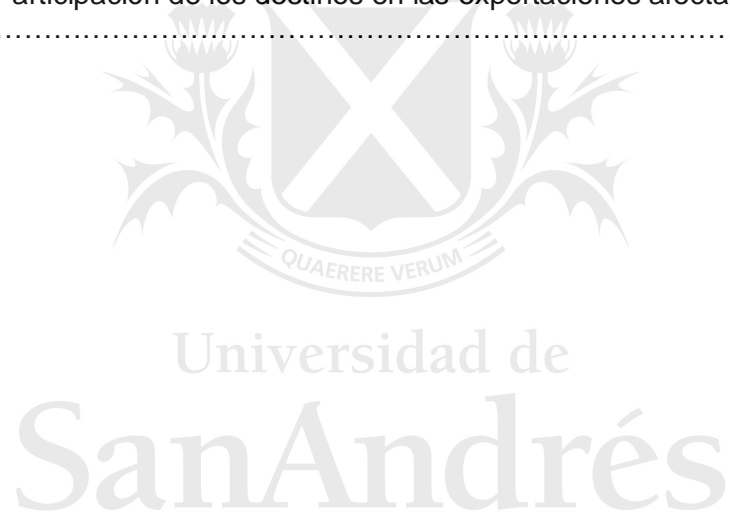 articipación de los destinos en las exportaciones afecta
……………………………………………………………………
QUAERERE VERUM
Universidad de
SanAndrés